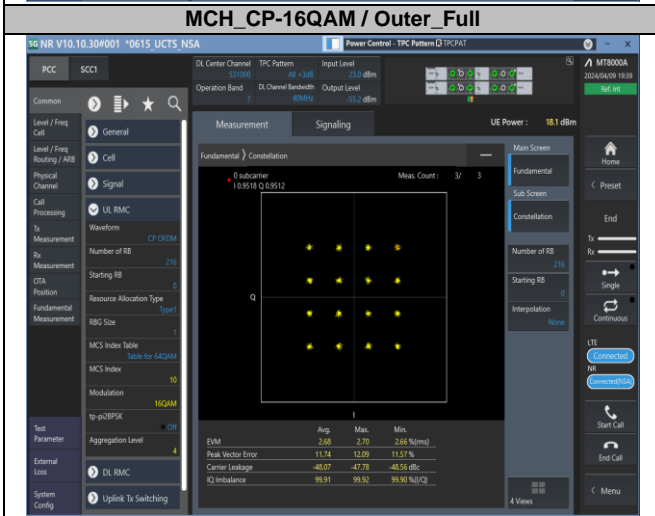 MCH_CP-16QAM / Outer_Full
SG NR V10.10.30#001 *0615_UCTS_NSA
Power Control - TPC Pattern TPCPAT
PCC SCC1
DL Center Channel TPC Pattern Input Level
531000 All +3dB 23.0 dBm
Operation Band DL Channel Bandwidth Output Level
7 40MHz -55.2 dBm
MT8000A
2024/04/09 19:39
Ref. Int
Common
Level / Freq
Cell
Level / Freq
Routing / ARB
Physical
Channel
Call
Processing
Tx
Measurement
Rx
Measurement
OTA
Position
Fundamental
Measurement
Test
Parameter
External
Loss
System
Config
General
Cell
Signal
UL RMC
Waveform
CP OFDM
Number of RB
216
Starting RB
0
Resource Allocation Type
Type1
RBG Size
1
MCS Index Table
Table for 64QAM
MCS Index
10
Modulation
16QAM
tp-pi2BPSK
Off
Aggregation Level
4
DL RMC
Uplink Tx Switching
Measurement Signaling UE Power : 18.1 dBm
Fundamental Constellation
0 subcarrier Meas. Count : 3/ 3
I 0.9518 Q 0.9512
Q
I
Avg. Max. Min.
EVM 2.68 2.70 2.66 %(rms)
Peak Vector Error 11.74 12.09 11.57 %
Carrier Leakage -48.07 -47.78 -48.56 dBc
IQ Imbalance 99.91 99.92 99.90 %(I/Q)
Main Screen
Fundamental
Sub Screen
Constellation
Number of RB
216
Starting RB
0
Interpolation
None
4 Views
Home
Preset
End
Tx
Rx
Single
Continuous
LTE
Connected
NR
Connected(NSA)
Start Call
End Call
Menu